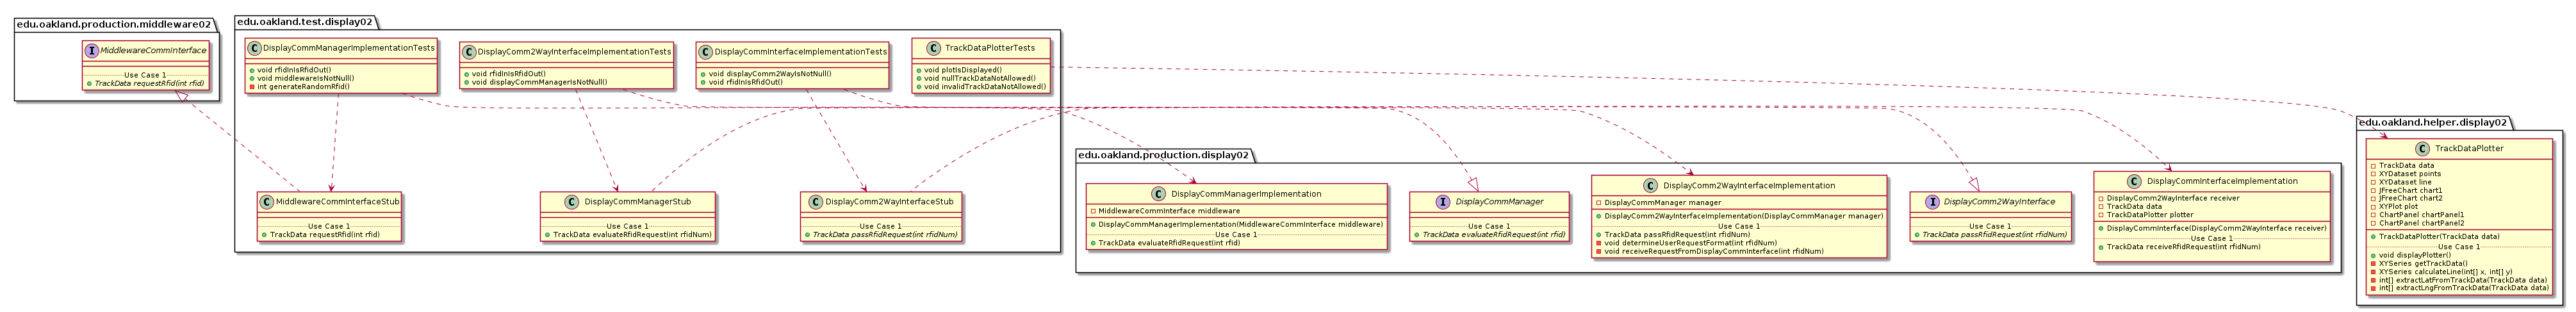 edu.oakland.production.middleware02
I MiddlewareCommInterface
Use Case 1
TrackData requestRfid(int rfid)
edu.oakland.test.display02
C DisplayCommManagerImplementationTests
void rfidInIsRfidOut()
void middlewareIsNotNull()
int generateRandomRfid()
C DisplayComm2WayInterfaceImplementationTests
void rfidInIsRfidOut()
void displayCommManagerIsNotNull()
C DisplayCommInterfaceImplementationTests
void displayComm2WayIsNotNull()
void rfidInIsRfidOut()
C TrackDataPlotterTests
void plotIsDisplayed()
void nullTrackDataNotAllowed()
void invalidTrackDataNotAllowed()
C MiddlewareCommInterfaceStub
Use Case 1
TrackData requestRfid(int rfid)
C DisplayCommManagerStub
Use Case 1
TrackData evaluateRfidRequest(int rfidNum)
C DisplayComm2WayInterfaceStub
Use Case 1
TrackData passRfidRequest(int rfidNum)
edu.oakland.production.display02
C DisplayCommManagerImplementation
MiddlewareCommInterface middleware
DisplayCommManagerImplementation(MiddlewareCommInterface middleware)
Use Case 1
TrackData evaluateRfidRequest(int rfid)
I DisplayCommManager
Use Case 1
TrackData evaluateRfidRequest(int rfid)
C DisplayComm2WayInterfaceImplementation
DisplayCommManager manager
DisplayComm2WayInterfaceImplementation(DisplayCommManager manager)
Use Case 1
TrackData passRfidRequest(int rfidNum)
void determineUserRequestFormat(int rfidNum)
void receiveRequestFromDisplayCommInterface(int rfidNum)
I DisplayComm2WayInterface
Use Case 1
TrackData passRfidRequest(int rfidNum)
C DisplayCommInterfaceImplementation
DisplayComm2WayInterface receiver
TrackData data
TrackDataPlotter plotter
DisplayCommInterface(DisplayComm2WayInterface receiver)
Use Case 1
TrackData receiveRfidRequest(int rfidNum)
edu.oakland.helper.display02
C TrackDataPlotter
TrackData data
XYDataset points
XYDataset line
JFreeChart chart1
JFreeChart chart2
XYPlot plot
ChartPanel chartPanel1
ChartPanel chartPanel2
TrackDataPlotter(TrackData data)
Use Case 1
void displayPlotter()
XYSeries getTrackData()
XYSeries calculateLine(int[] x, int[] y)
int[] extractLatFromTrackData(TrackData data)
int[] extractLngFromTrackData(TrackData data)